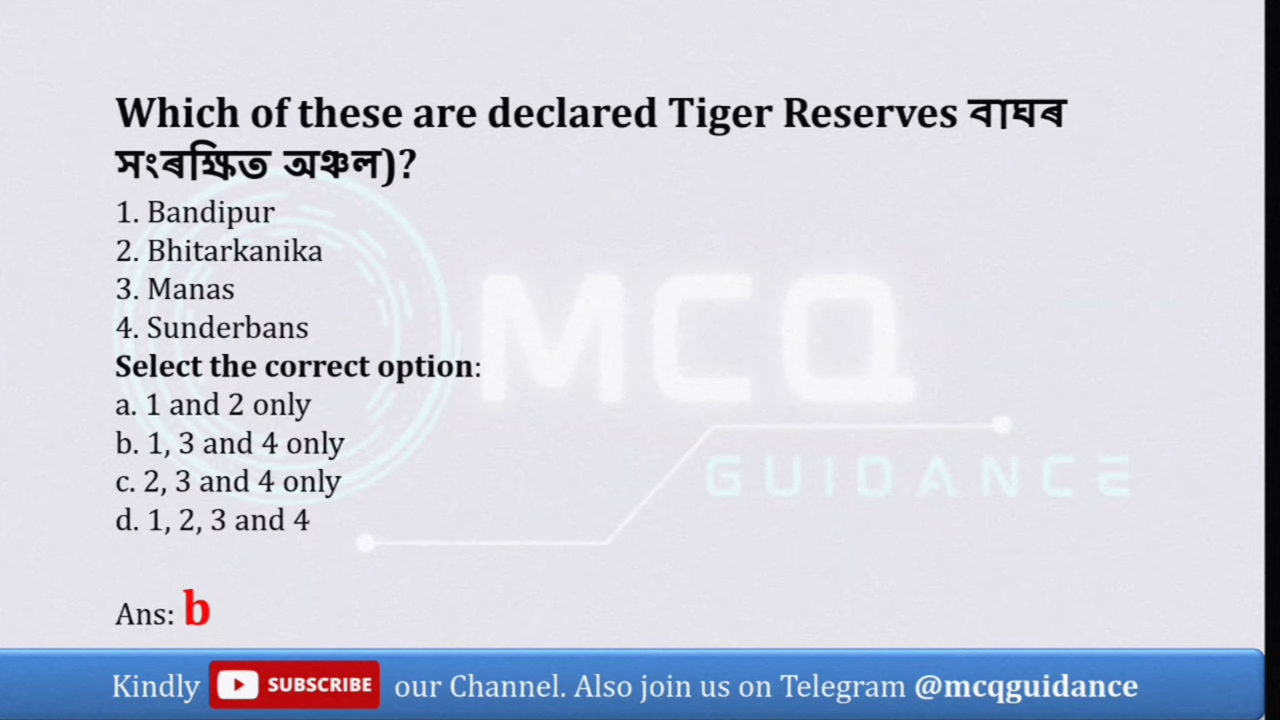 Which of these are declared Tiger Reserves বাঘৰ
সংৰক্ষিত অঞ্চল)?
1. Bandipur
2. Bhitarkanika
3. Manas
4. Sunderbans
Select the correct option:
a. 1 and 2 only
b. 1, 3 and 4 only
c. 2, 3 and 4 only
d. 1, 2, 3 and 4
MCQ
GUIDANCE
Ans: b
Kindly SUBSCRIBE our Channel. Also join us on Telegram @mcqguidance